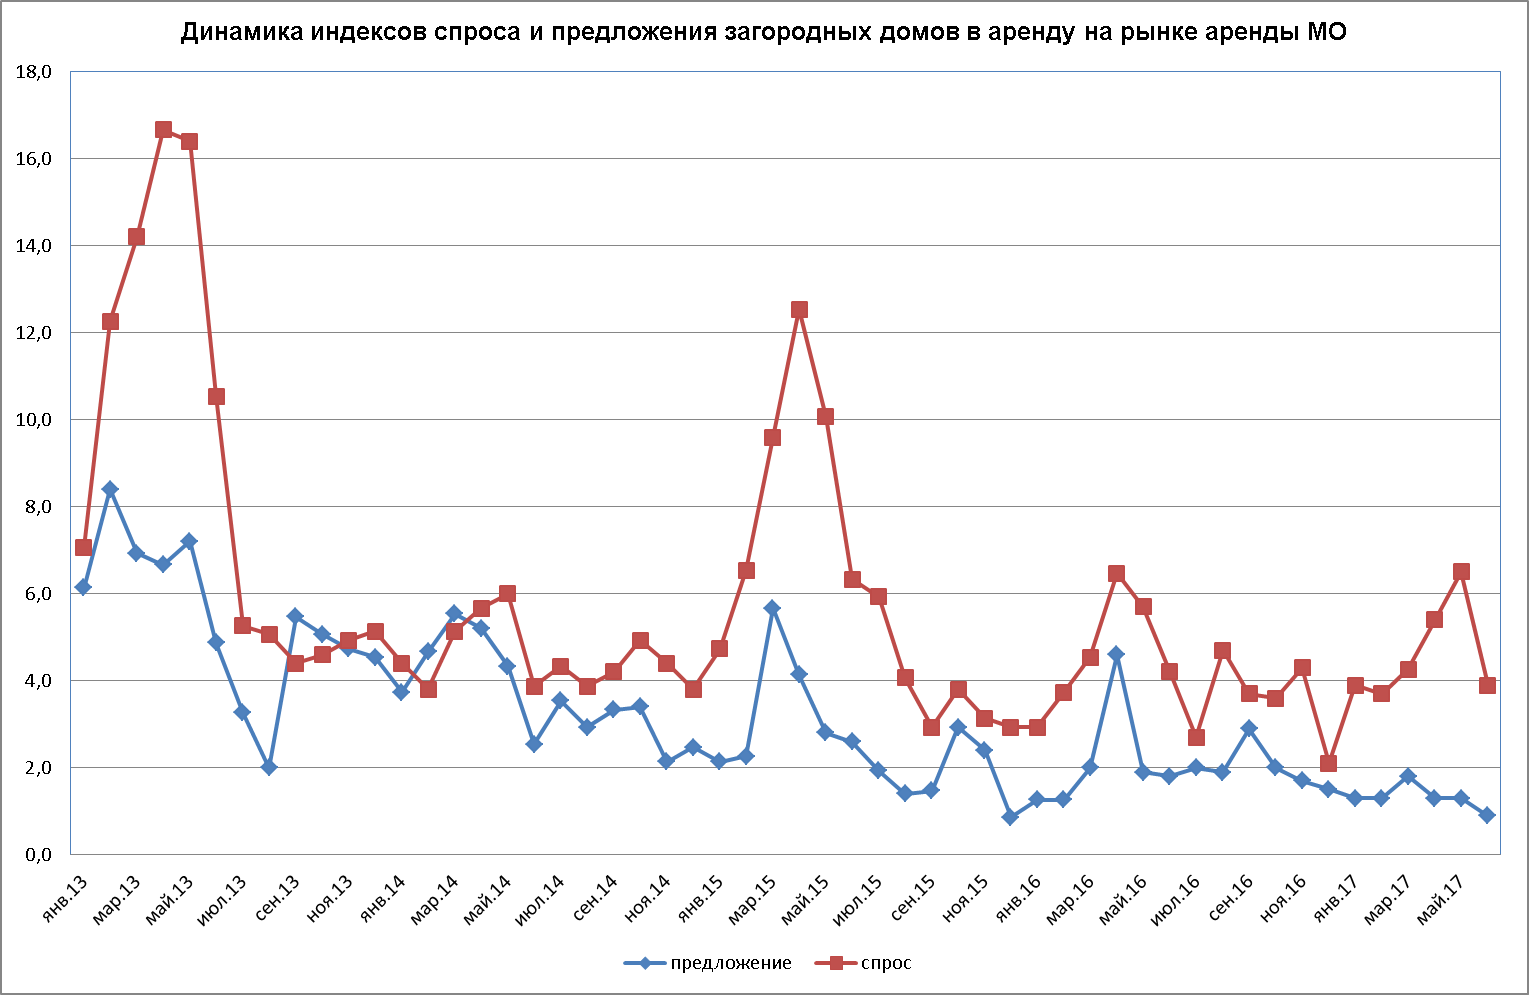 Динамика индексов спроса и предложения загородных домов в аренду на рынке аренды МО
18,0
16,0
14,0
12,0
10,0
8,0
6,0
4,0
2,0
0,0
янв.13
мар.13
май.13
июл.13
сен.13
ноя.13
янв.14
мар.14
май.14
июл.14
сен.14
ноя.14
янв.15
мар.15
май.15
июл.15
сен.15
ноя.15
янв.16
мар.16
май.16
июл.16
сен.16
ноя.16
янв.17
мар.17
май.17
предложение
спрос